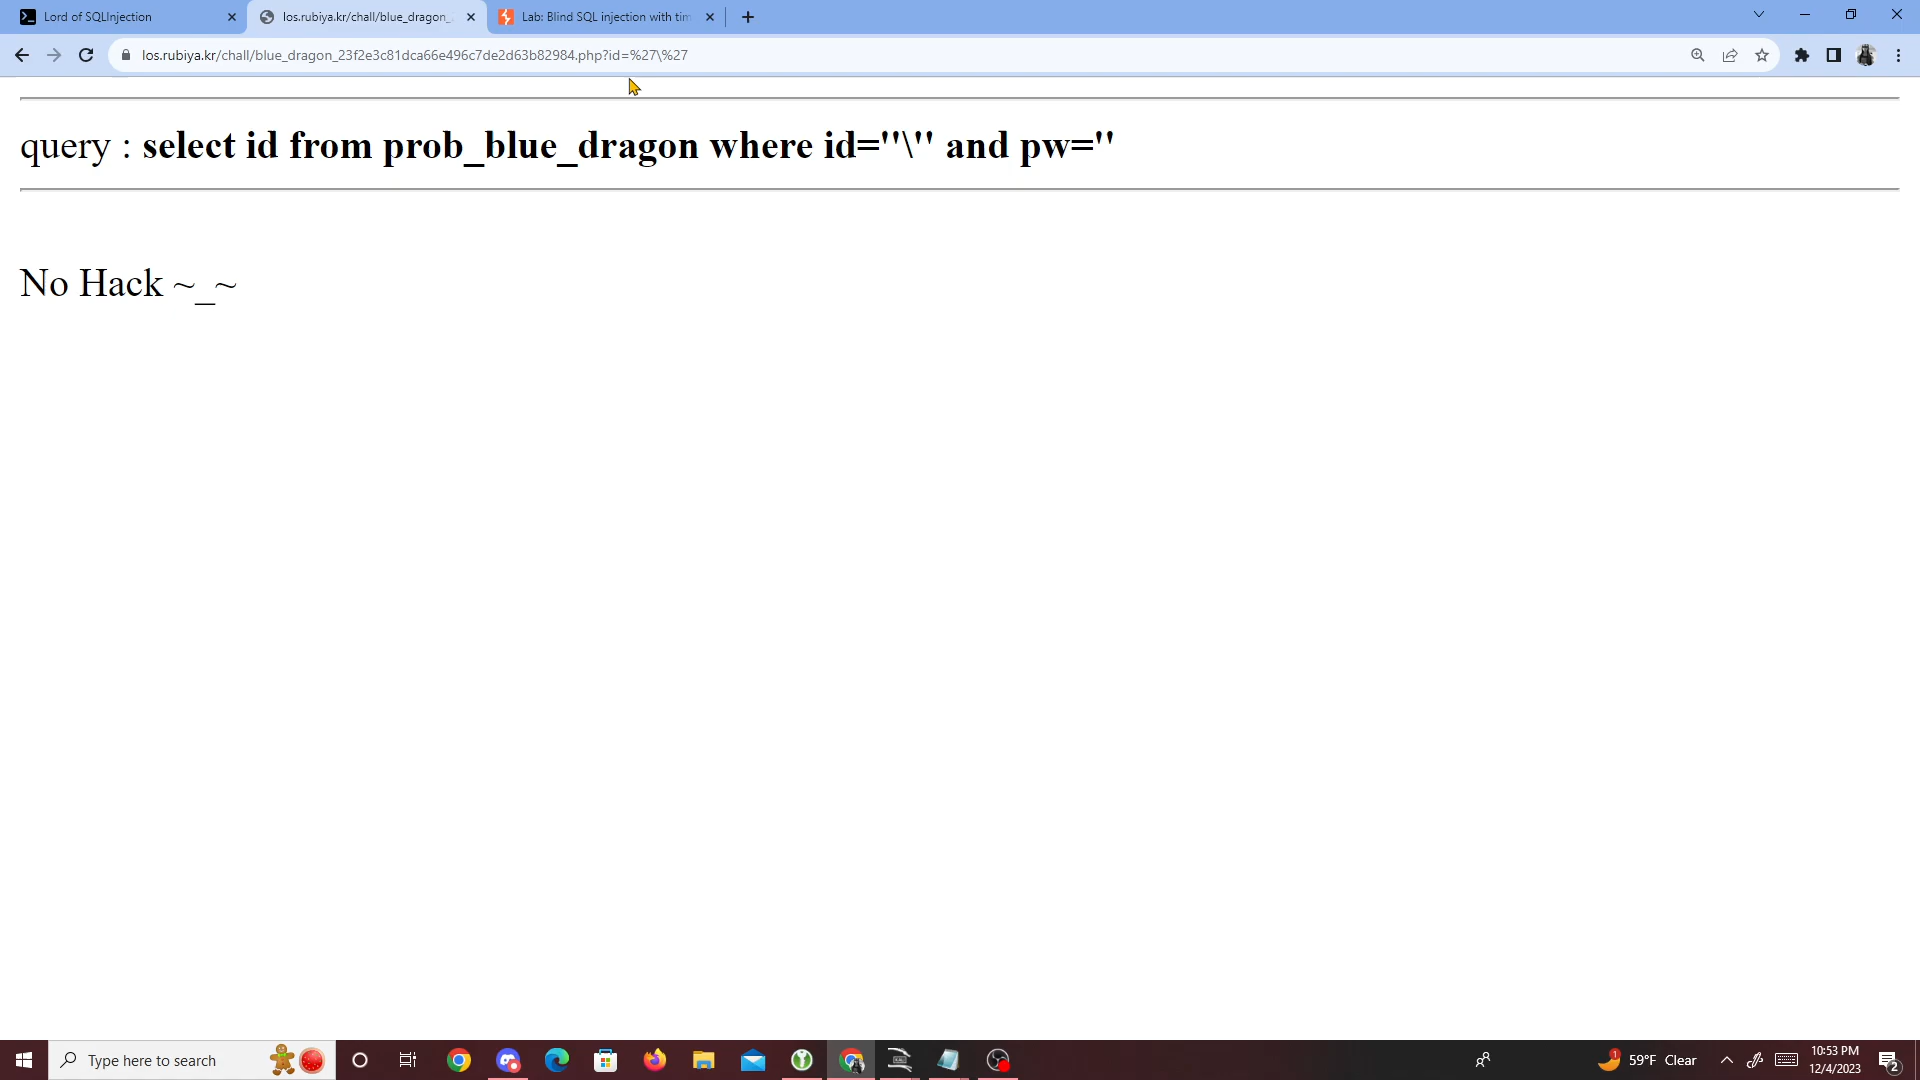 Lord of SQLInjection
los.rubiya.kr/chall/blue_dragon_
Lab: Blind SQL injection with tim
los.rubiya.kr/chall/blue_dragon_23f2e3c81dca66e496c7de2d63b82984.php?id=%27\%27
query : select id from prob_blue_dragon where id=''\'' and pw=''
No Hack ~_~
Type here to search
1
59°F Clear
10:53 PM
12/4/2023
2